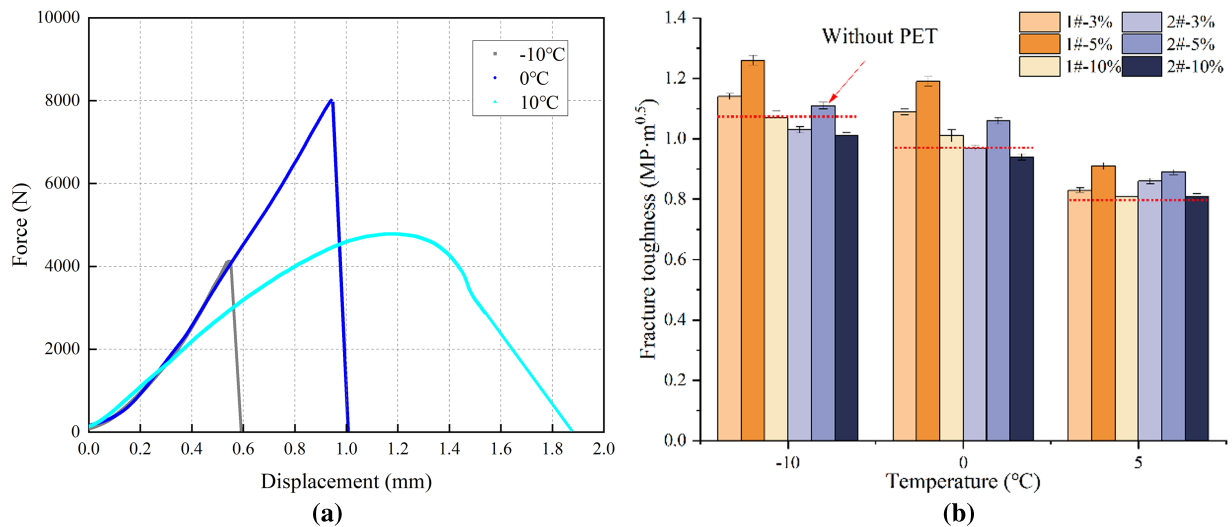 10000
8000
6000
4000
2000
0
Force (N)
0.0 0.2 0.4 0.6 0.8 1.0 1.2 1.4 1.6 1.8 2.0
Displacement (mm)
-10℃
0℃
10℃
(a)
1.4
1.2
1.0
0.8
0.6
0.4
0.2
0.0
Fracture toughness (MP·m^0.5)
Without PET
1#-3% 2#-3%
1#-5% 2#-5%
1#-10% 2#-10%
-10 0 5
Temperature (℃)
(b)